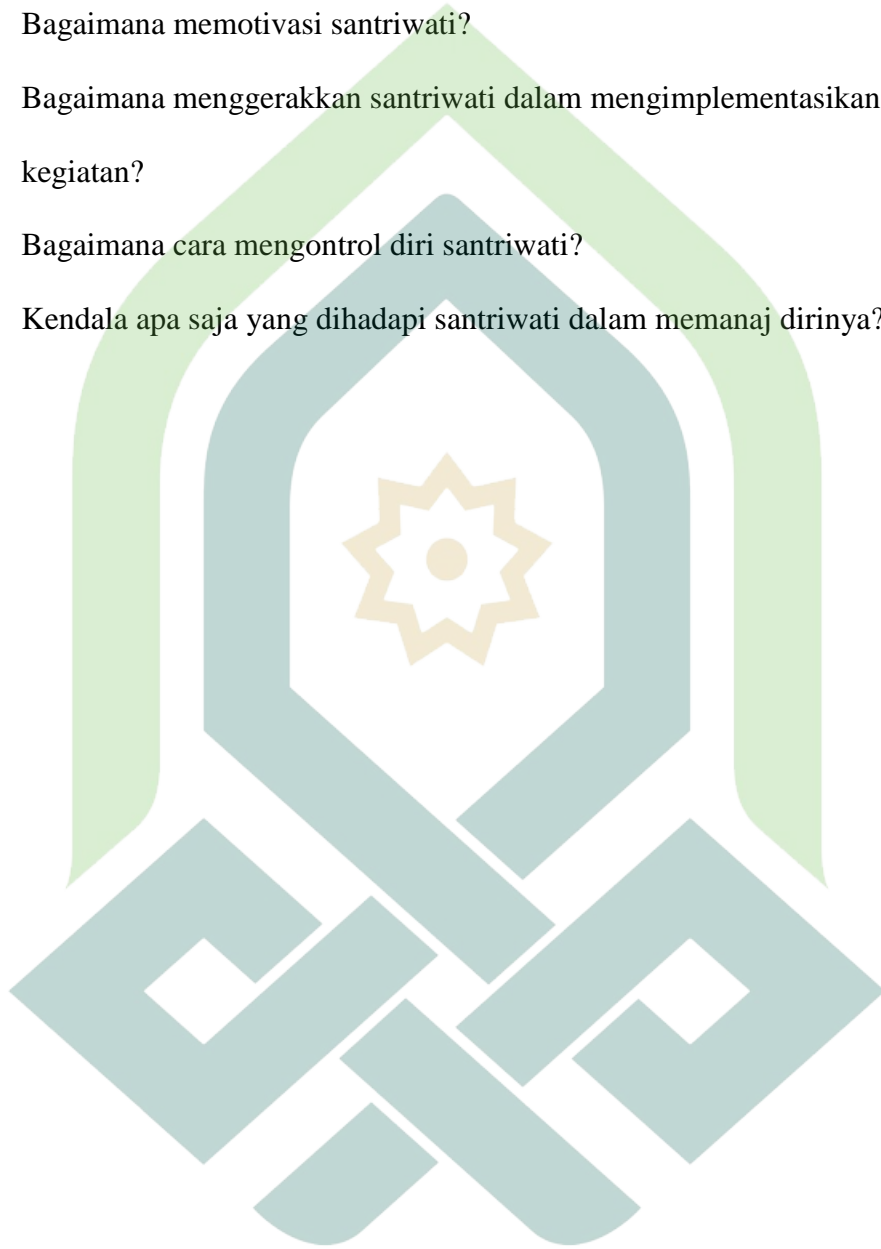 Bagaimana memotivasi santriwati?
Bagaimana menggerakkan santriwati dalam mengimplementasikan
kegiatan?
Bagaimana cara mengontrol diri santriwati?
Kendala apa saja yang dihadapi santriwati dalam memanaj dirinya?